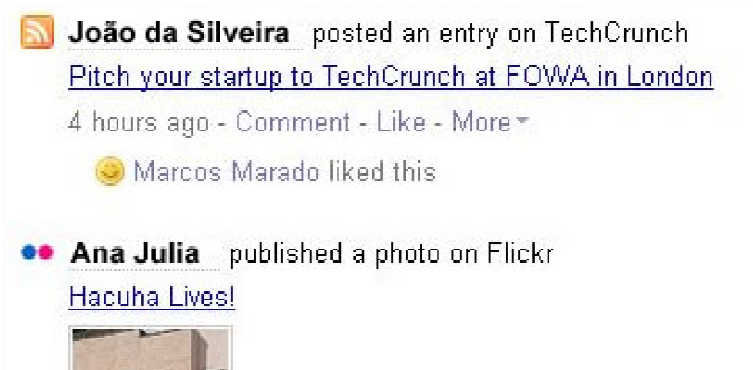 João da Silveira posted an entry on TechCrunch
Pitch your startup to TechCrunch at FOWA in London
4 hours ago - Comment - Like - More
Marcos Marado liked this
Ana Julia published a photo on Flickr
Hacuha Lives!